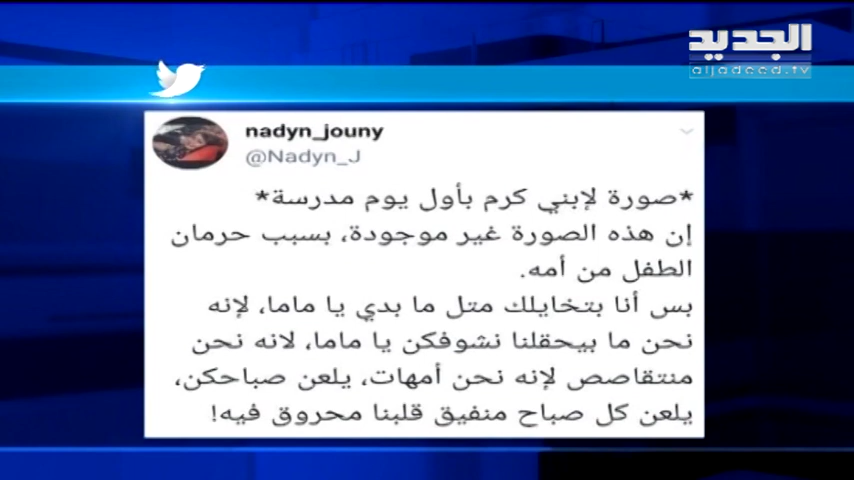 الجديد
aljadeed.tv
nadyn_jouny
@Nadyn_J
*صورة لإبني كرم بأول يوم مدرسة*
إن هذه الصورة غير موجودة، بسبب حرمان
الطفل من أمه.
بس أنا بتخايلك متل ما بدي يا ماما، لإنه
نحن ما بيحقلنا نشوفكن يا ماما، لانه نحن
منتقاصص لإنه نحن أمهات، يلعن صباحكن،
يلعن كل صباح منفيق قلبنا محروق فيه!